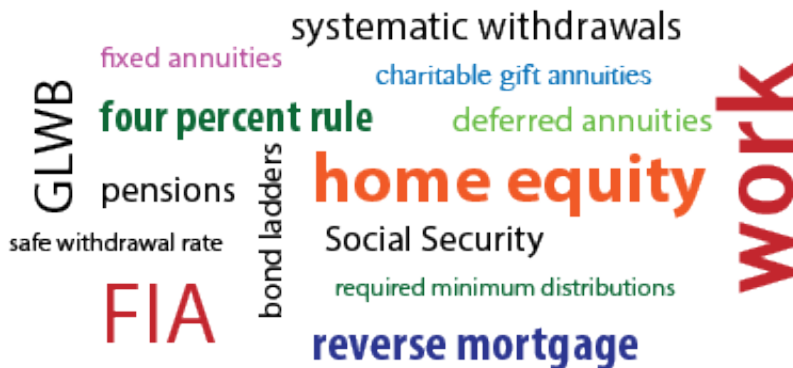 systematic withdrawals
fixed annuities
charitable gift annuities
work
GLWB
four percent rule
deferred annuities
bond ladders
home equity
pensions
safe withdrawal rate
Social Security
FIA
required minimum distributions
reverse mortgage